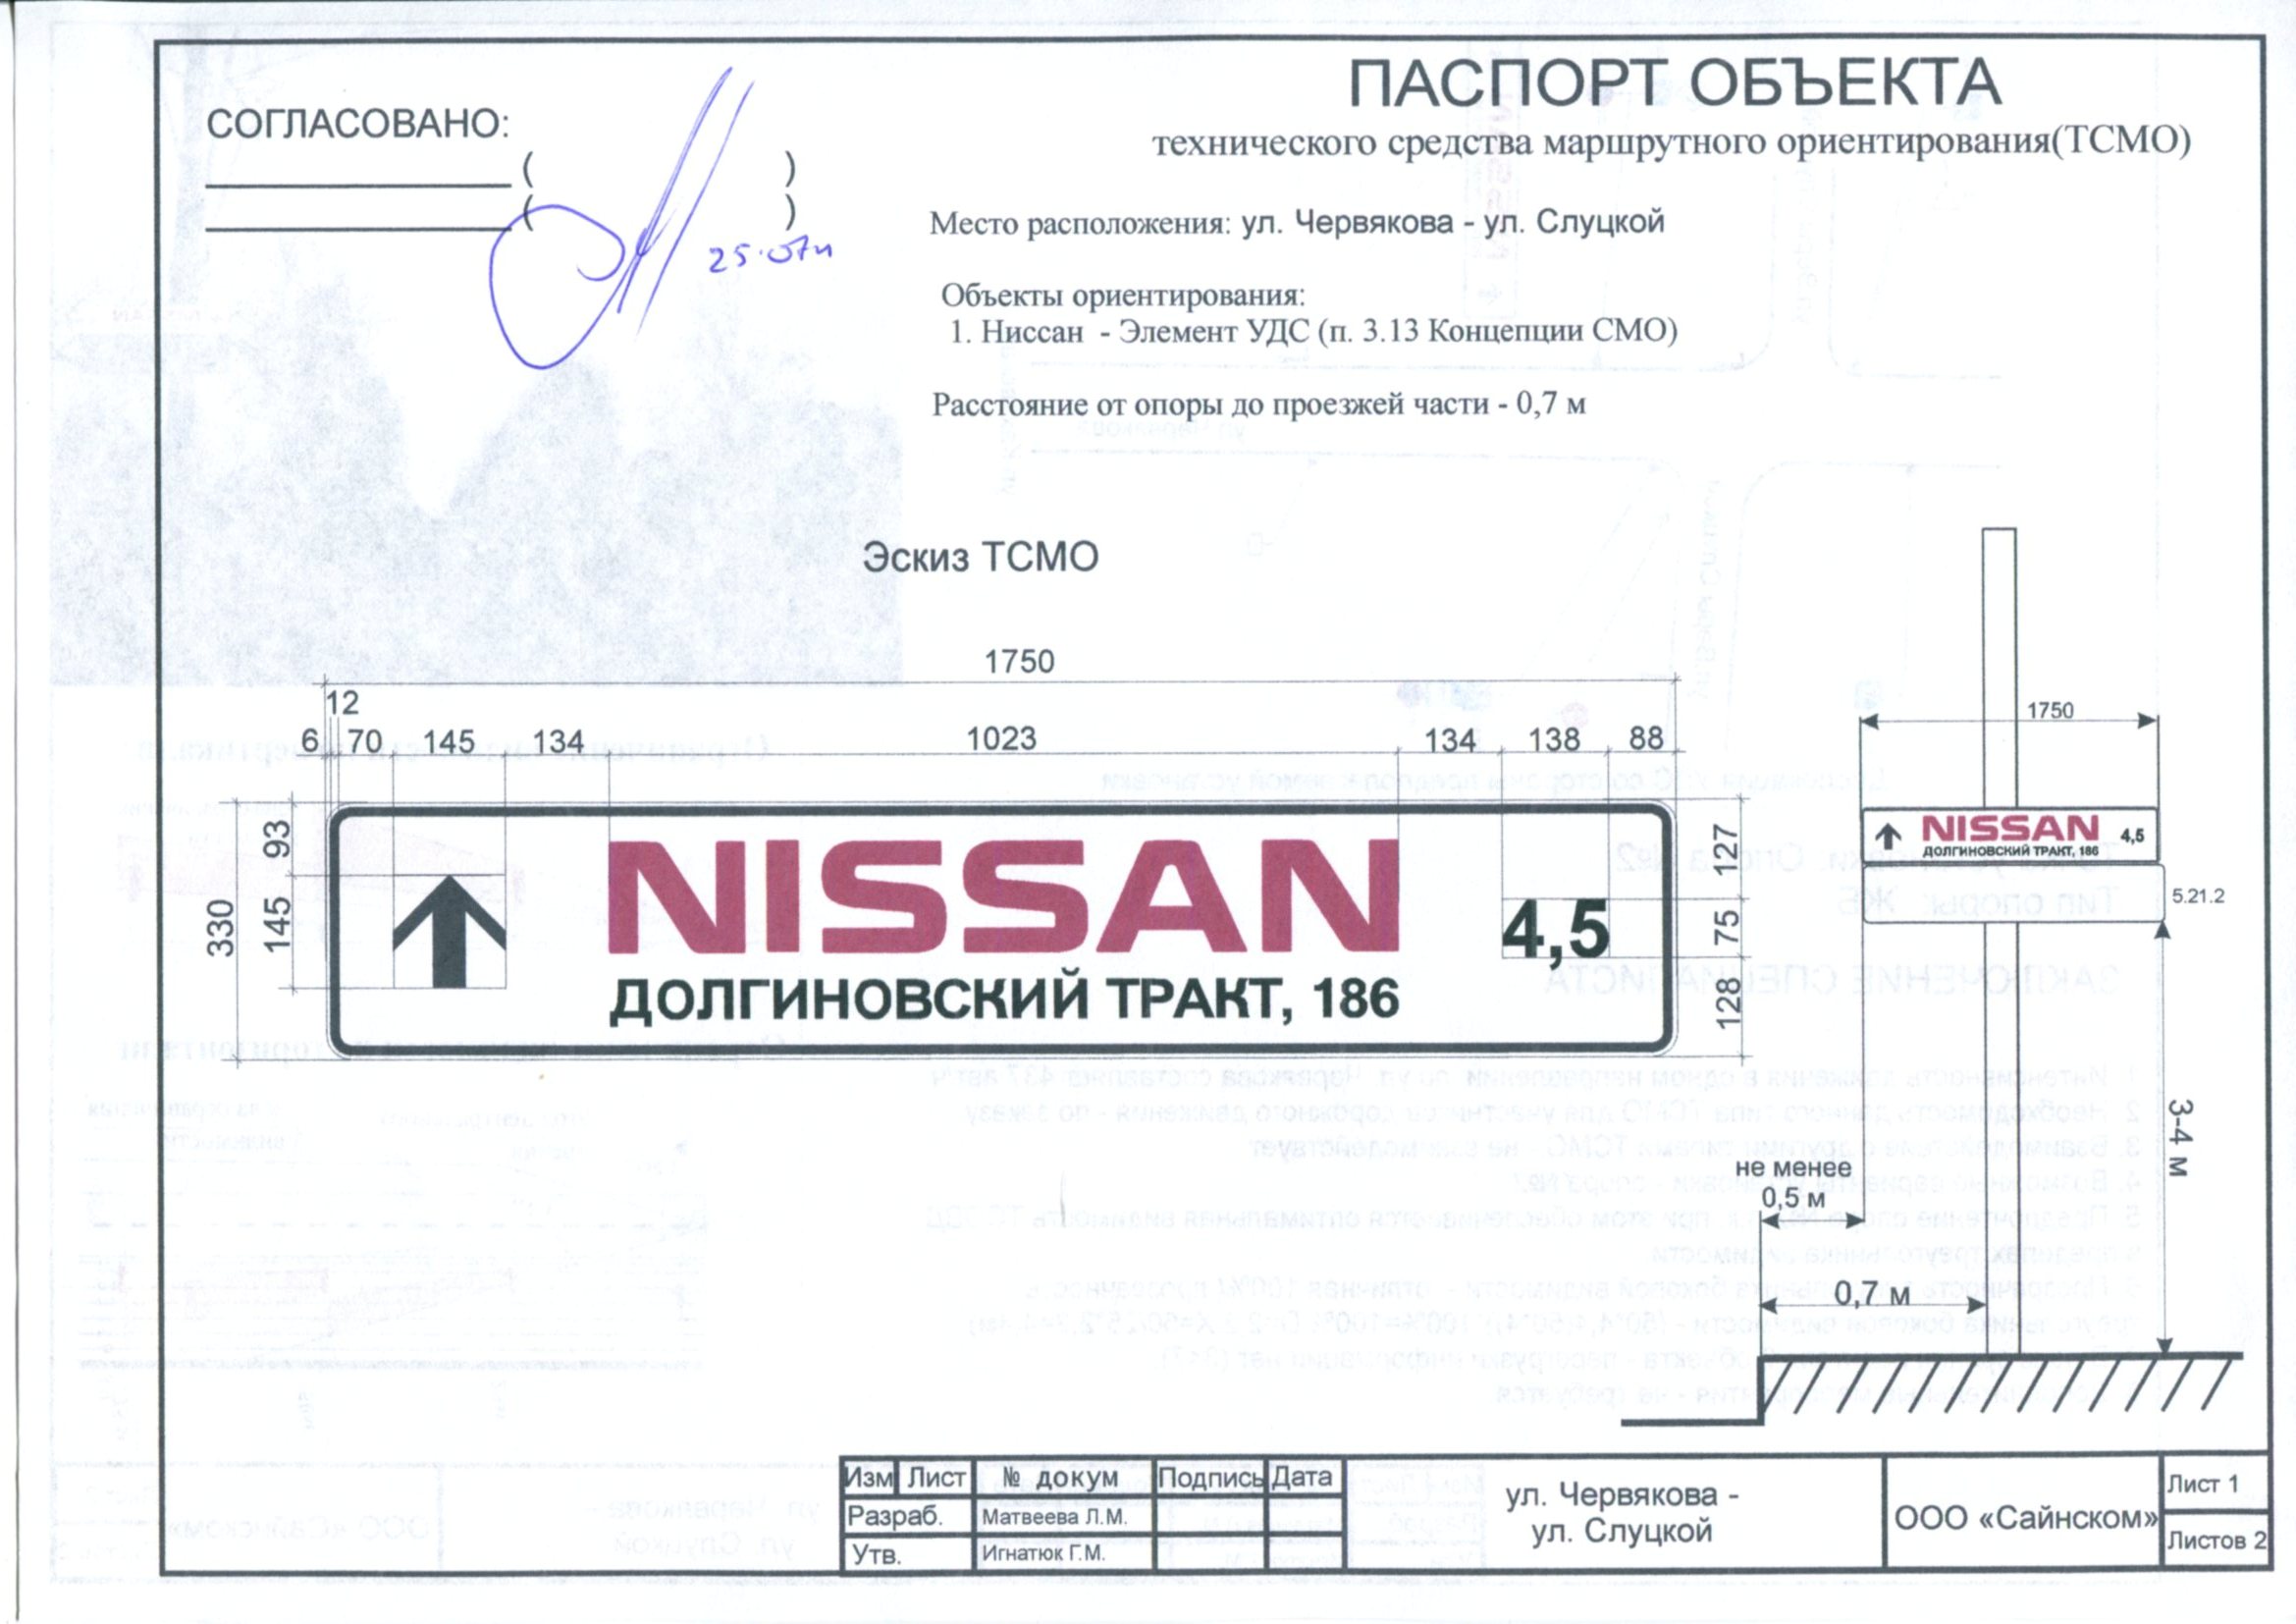 ПАСПОРТ ОБЪЕКТА
технического средства маршрутного ориентирования(ТСМО)
СОГЛАСОВАНО:
( )
( )
Место расположения: ул. Червякова - ул. Слуцкой
Объекты ориентирования:
1. Ниссан - Элемент УДС (п. 3.13 Концепции СМО)
Расстояние от опоры до проезжей части - 0,7 м
Эскиз ТСМО
1750
12
6 70 145 134 1023 134 138 88
330
93
145
NISSAN
ДОЛГИНОВСКИЙ ТРАКТ, 186
4,5
127
75
128
1750
NISSAN
ДОЛГИНОВСКИЙ ТРАКТ, 186
4,5
5.21.2
3-4 м
не менее
0,5 м
0,7 м
Изм Лист № докум Подпись Дата
Разраб. Матвеева Л.М.
Утв. Игнатюк Г.М.
ул. Червякова -
ул. Слуцкой
ООО «Сайнском»
Лист 1
Листов 2